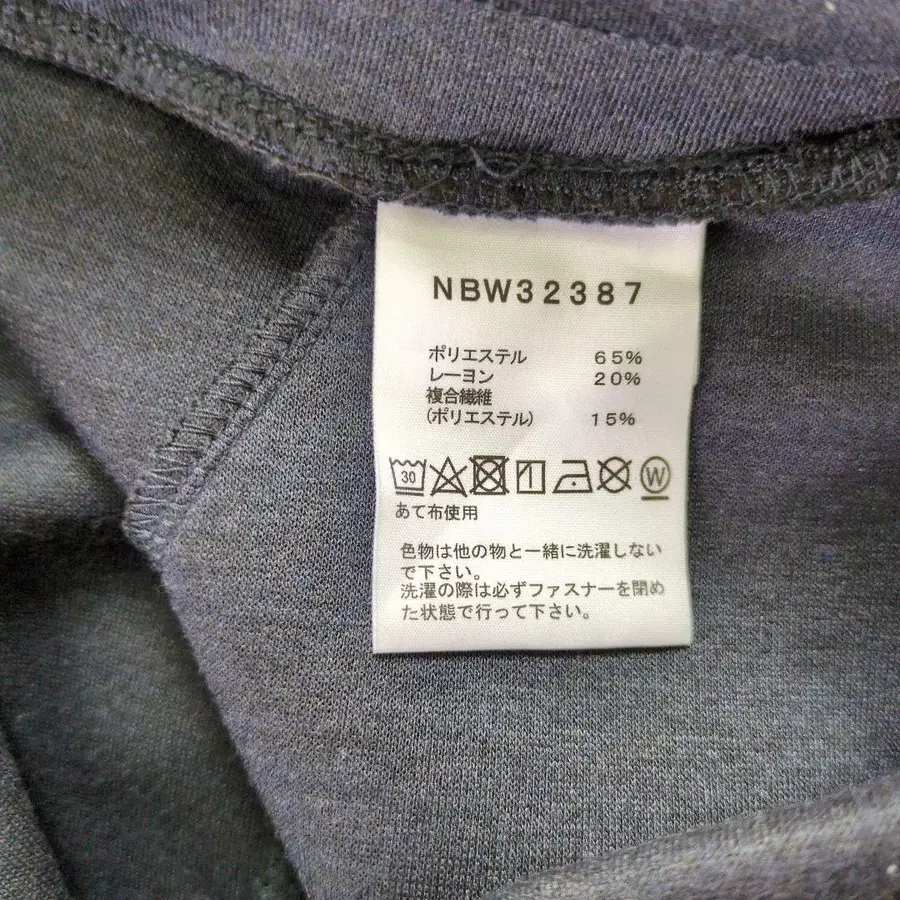 NBW32387
ポリエステル 65%
レーヨン 20%
複合繊維
(ポリエステル) 15%
30 W
あて布使用
色物は他の物と一緒に洗濯しない
で下さい。
洗濯の際は必ずファスナーを閉め
た状態で行って下さい。